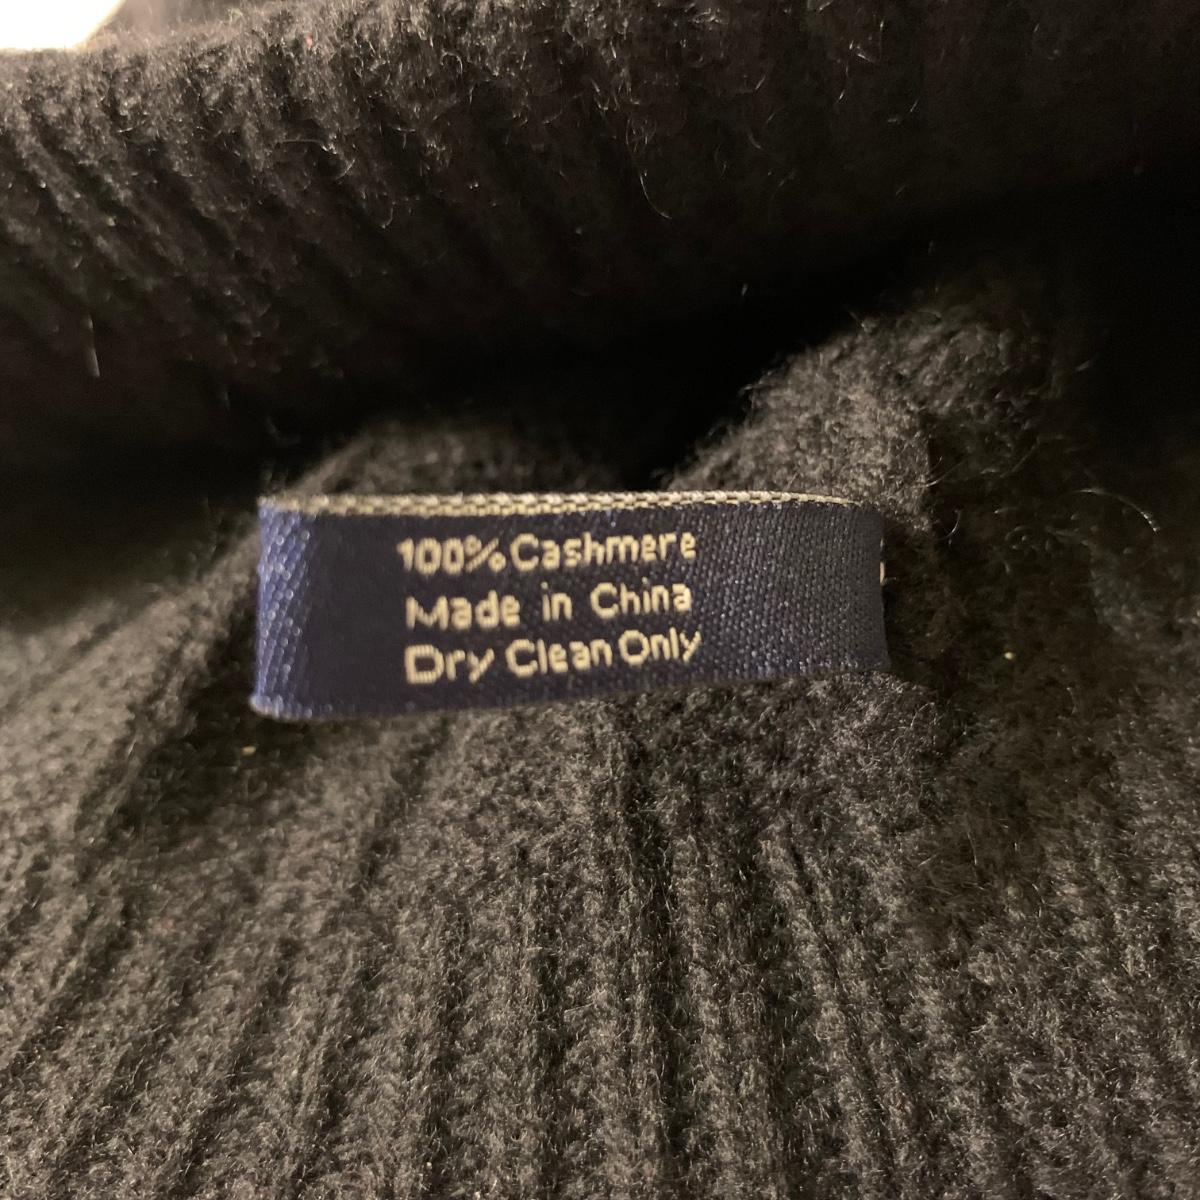 100% Cashmere
Made in China
Dry Clean Only